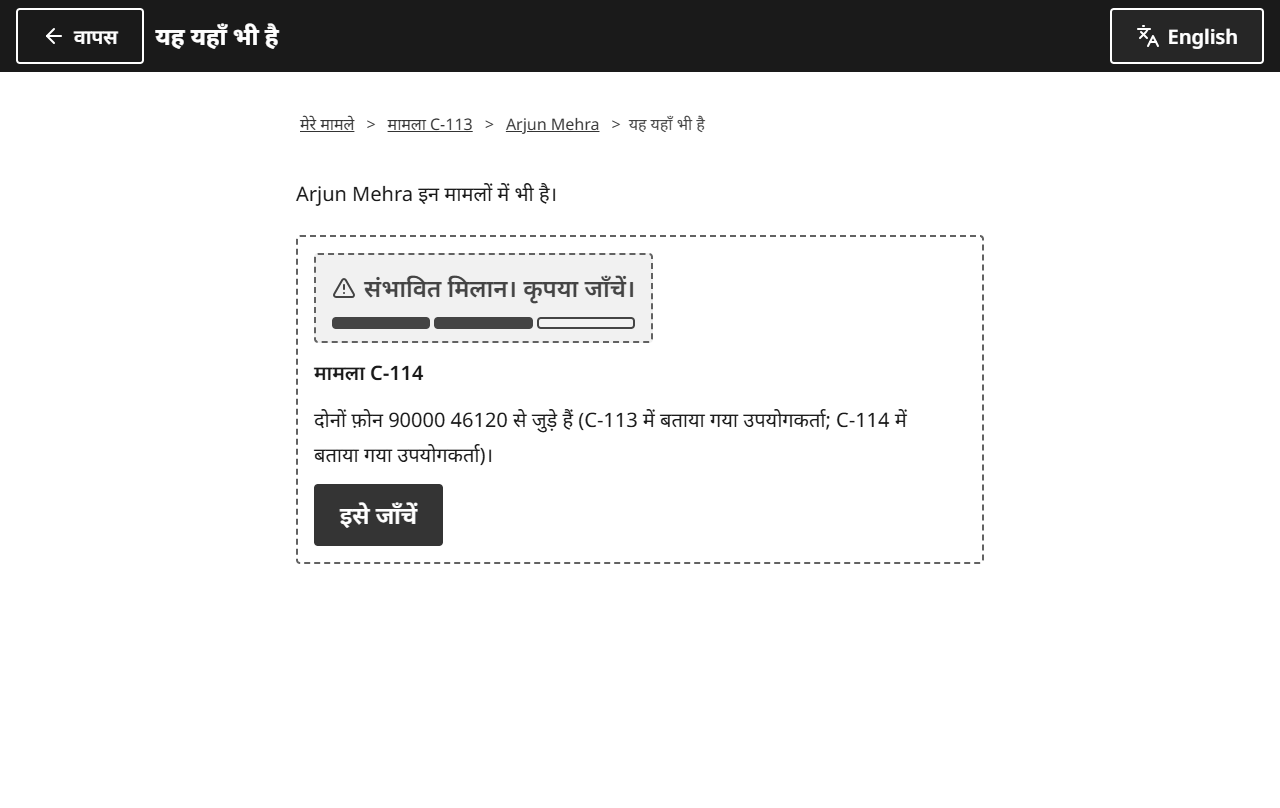 वापस
यह यहाँ भी है
English
मेरे मामले > मामला C-113 > Arjun Mehra > यह यहाँ भी है
Arjun Mehra इन मामलों में भी है।
संभावित मिलान। कृपया जाँचें।
मामला C-114
दोनों फ़ोन 90000 46120 से जुड़े हैं (C-113 में बताया गया उपयोगकर्ता; C-114 में
बताया गया उपयोगकर्ता)।
इसे जाँचें